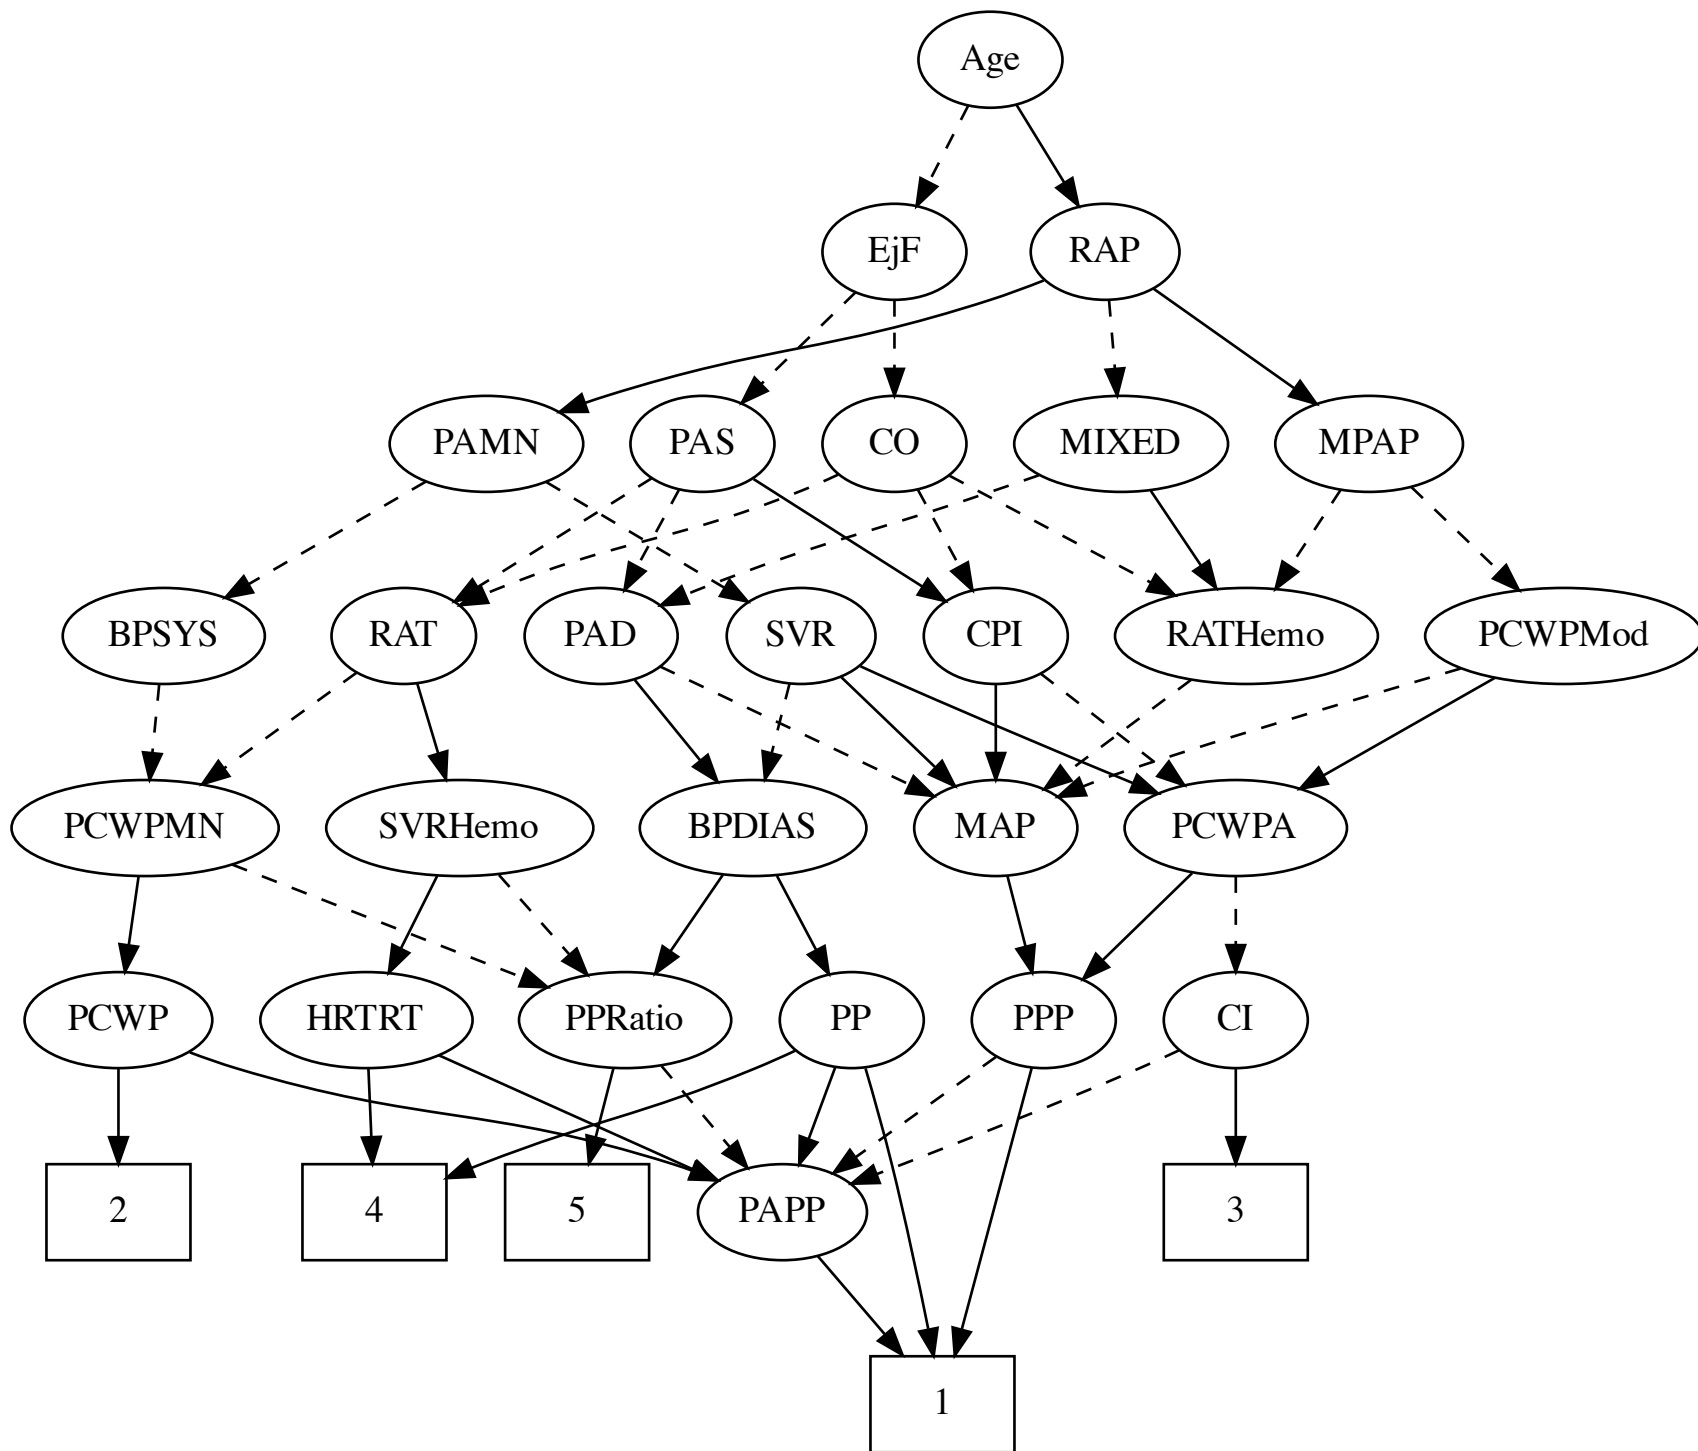 Age
EjF
RAP
PAMN
PAS
CO
MIXED
MPAP
BPSYS
RAT
PAD
SVR
CPI
RATHemo
PCWPMod
PCWPMN
SVRHemo
BPDIAS
MAP
PCWPA
PCWP
HRTRT
PPRatio
PP
PPP
CI
2
4
5
PAPP
3
1